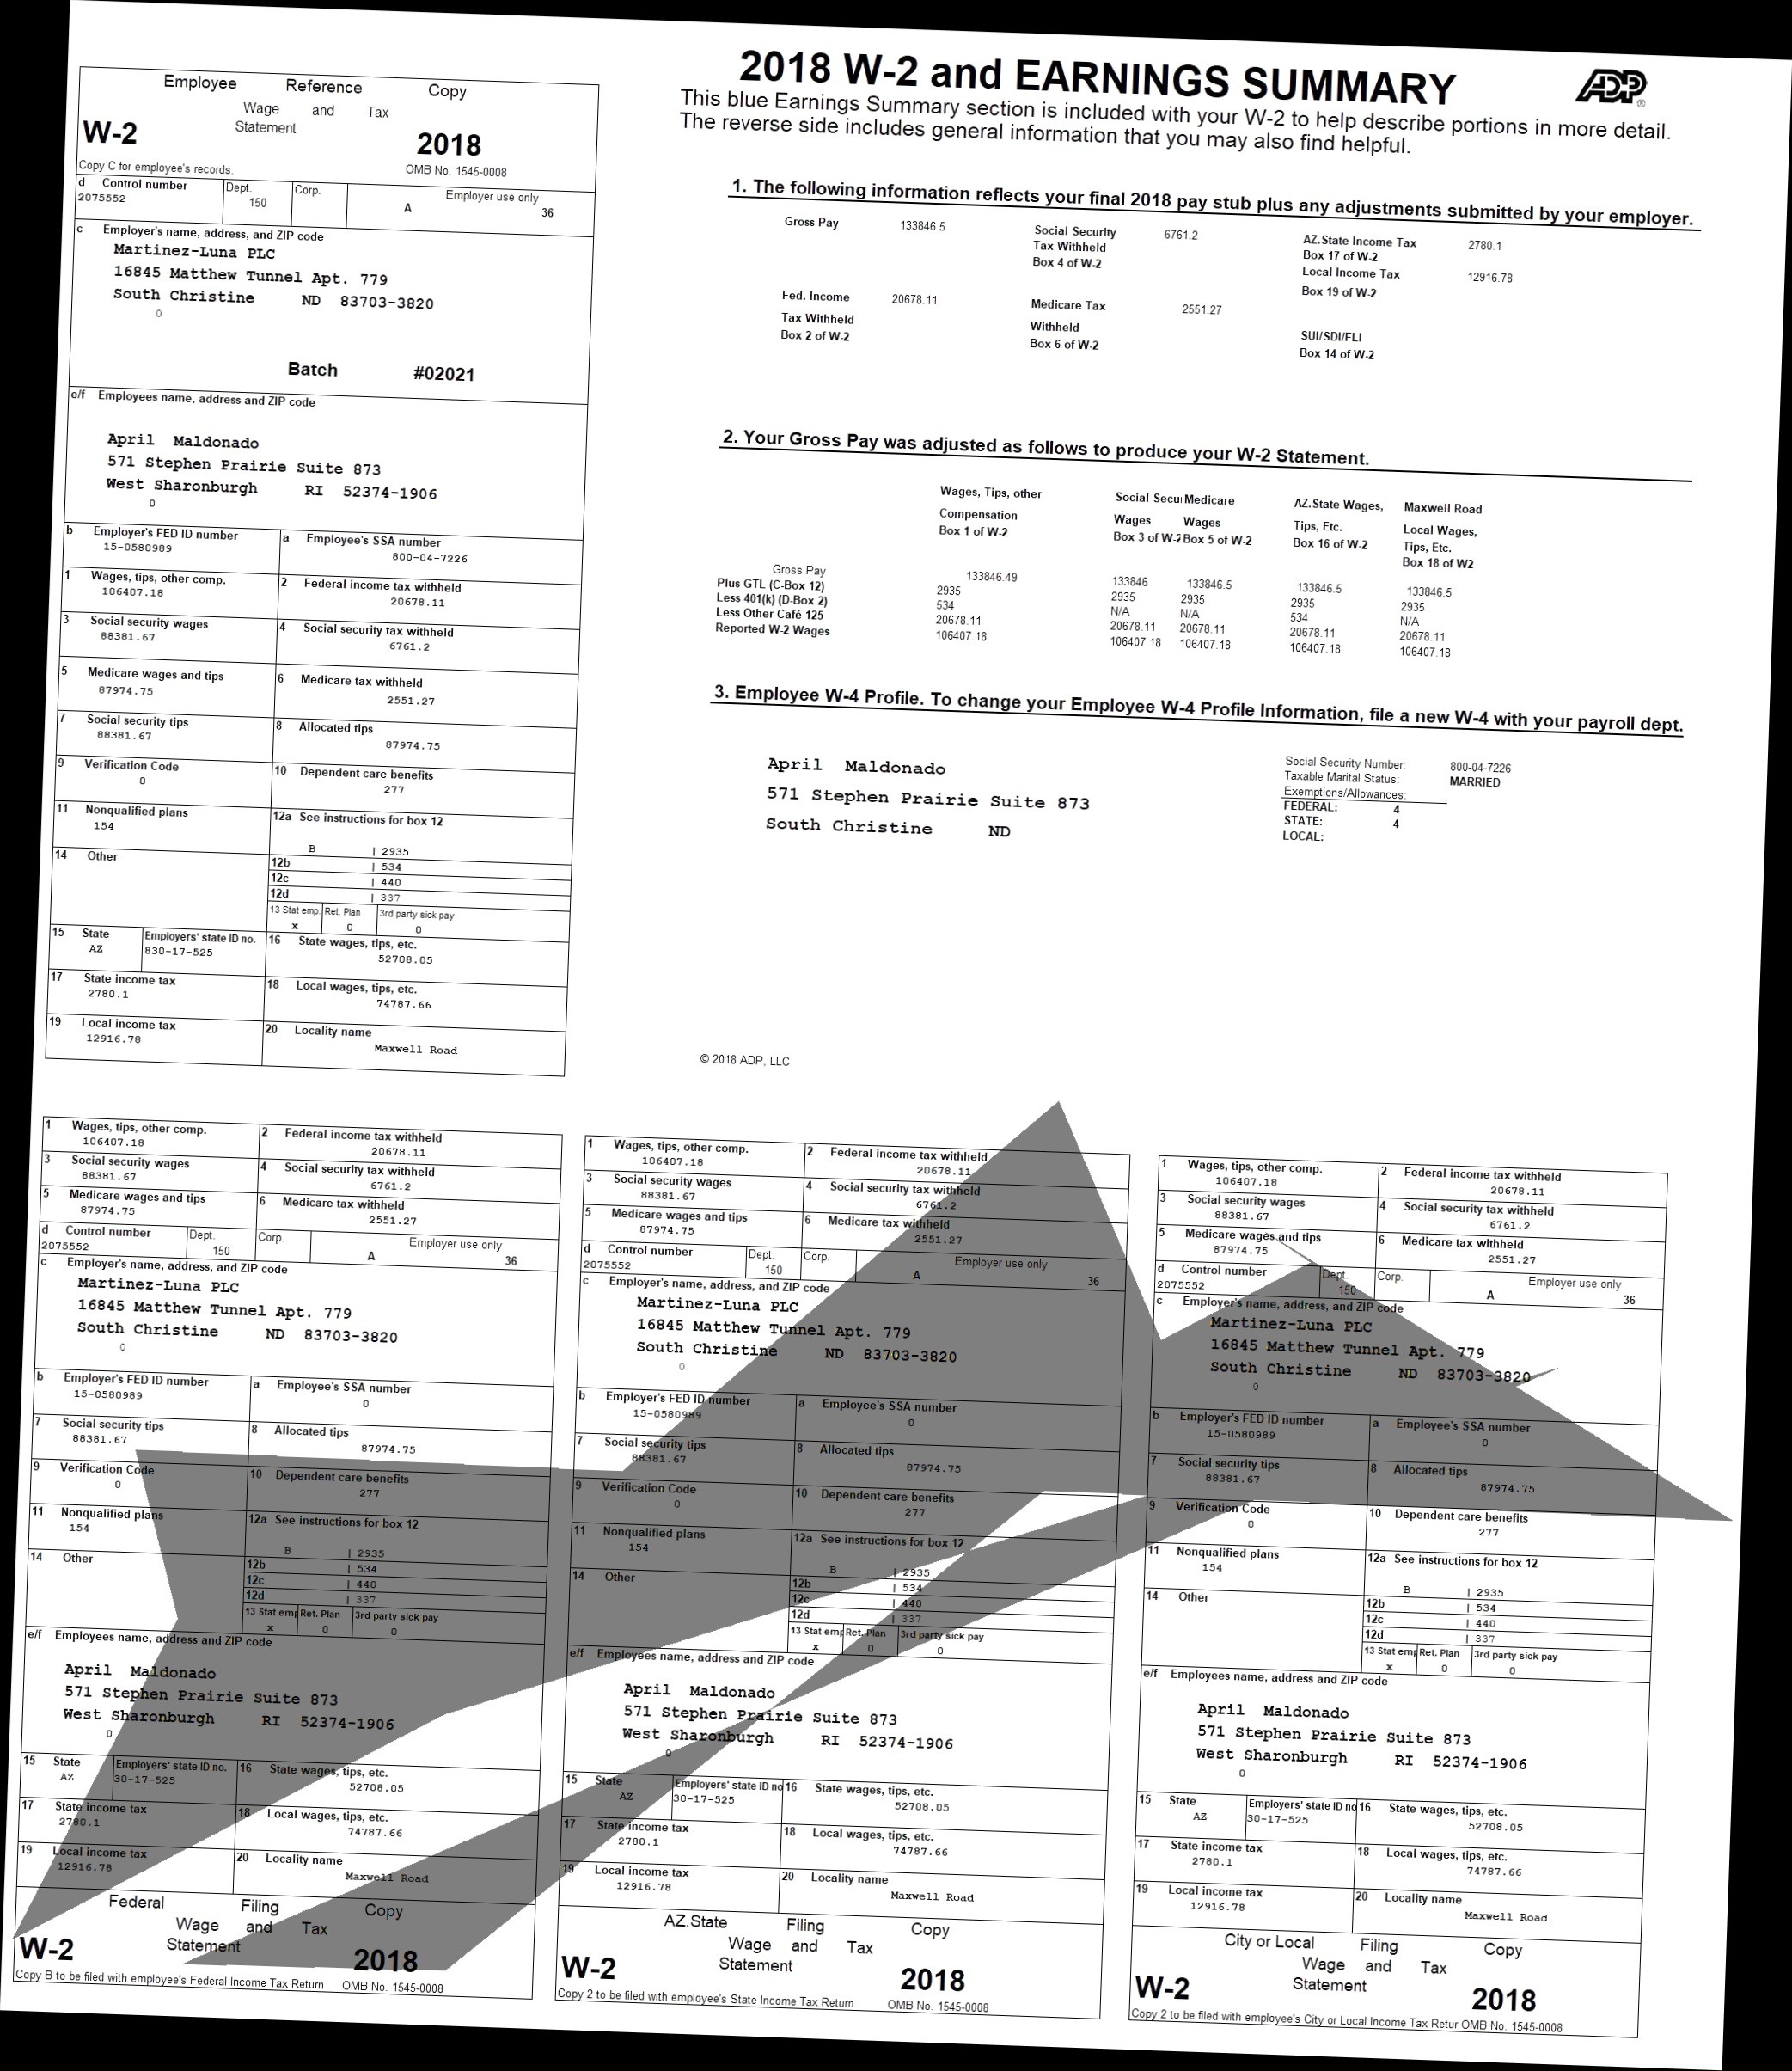 Employee Reference Copy
Wage and Tax
Statement
W-2 2018
Copy C for employee's records. OMB No. 1545-0008
d Control number Dept. Corp. Employer use only
2075552 150 A 36
c Employer's name, address, and ZIP code
Martinez-Luna PLC
16845 Matthew Tunnel Apt. 779
South Christine ND 83703-3820
0
Batch #02021
e/f Employees name, address and ZIP code
April Maldonado
571 Stephen Prairie Suite 873
West Sharonburgh RI 52374-1906
0
b Employer's FED ID number a Employee's SSA number
15-0580989 800-04-7226
1 Wages, tips, other comp. 2 Federal income tax withheld
106407.18 20678.11
3 Social security wages 4 Social security tax withheld
88381.67 6761.2
5 Medicare wages and tips 6 Medicare tax withheld
87974.75 2551.27
7 Social security tips 8 Allocated tips
88381.67 87974.75
9 Verification Code 10 Dependent care benefits
0 277
11 Nonqualified plans 12a See instructions for box 12
154
B | 2935
14 Other 12b | 534
12c | 440
12d | 337
13 Stat emp. Ret. Plan 3rd party sick pay
x 0 0
15 State Employers' state ID no. 16 State wages, tips, etc.
AZ 830-17-525 52708.05
17 State income tax 18 Local wages, tips, etc.
2780.1 74787.66
19 Local income tax 20 Locality name
12916.78 Maxwell Road
2018 W-2 and EARNINGS SUMMARY ADP
This blue Earnings Summary section is included with your W-2 to help describe portions in more detail.
The reverse side includes general information that you may also find helpful.
1. The following information reflects your final 2018 pay stub plus any adjustments submitted by your employer.
Gross Pay 133846.5 Social Security 6761.2 AZ.State Income Tax 2780.1
Tax Withheld Box 17 of W-2
Box 4 of W-2 Local Income Tax 12916.78
Box 19 of W-2
Fed. Income 20678.11 Medicare Tax 2551.27
Tax Withheld Withheld SUI/SDI/FLI
Box 2 of W-2 Box 6 of W-2 Box 14 of W-2
2. Your Gross Pay was adjusted as follows to produce your W-2 Statement.
Wages, Tips, other Social Secu Medicare AZ.State Wages, Maxwell Road
Compensation Wages Wages Tips, Etc. Local Wages,
Box 1 of W-2 Box 3 of W-2 Box 5 of W-2 Box 16 of W-2 Tips, Etc.
Box 18 of W2
Gross Pay 133846.49 133846 133846.5 133846.5 133846.5
Plus GTL (C-Box 12) 2935 2935 2935 2935 2935
Less 401(k) (D-Box 2) 534 N/A N/A 534 N/A
Less Other Café 125 20678.11 20678.11 20678.11 20678.11 20678.11
Reported W-2 Wages 106407.18 106407.18 106407.18 106407.18 106407.18
3. Employee W-4 Profile. To change your Employee W-4 Profile Information, file a new W-4 with your payroll dept.
April Maldonado
571 Stephen Prairie Suite 873
South Christine ND
Social Security Number: 800-04-7226
Taxable Marital Status: MARRIED
Exemptions/Allowances:
FEDERAL: 4
STATE: 4
LOCAL:
© 2018 ADP, LLC
1 Wages, tips, other comp. 2 Federal income tax withheld
106407.18 20678.11
3 Social security wages 4 Social security tax withheld
88381.67 6761.2
5 Medicare wages and tips 6 Medicare tax withheld
87974.75 2551.27
d Control number Dept. Corp. Employer use only
2075552 150 A 36
c Employer's name, address, and ZIP code
Martinez-Luna PLC
16845 Matthew Tunnel Apt. 779
South Christine ND 83703-3820
0
b Employer's FED ID number a Employee's SSA number
15-0580989 0
7 Social security tips 8 Allocated tips
88381.67 87974.75
9 Verification Code 10 Dependent care benefits
0 277
11 Nonqualified plans 12a See instructions for box 12
154
B | 2935
14 Other 12b | 534
12c | 440
12d | 337
13 Stat emp Ret. Plan 3rd party sick pay
x 0 0
e/f Employees name, address and ZIP code
April Maldonado
571 Stephen Prairie Suite 873
West Sharonburgh RI 52374-1906
0
15 State Employers' state ID no. 16 State wages, tips, etc.
AZ 30-17-525 52708.05
17 State income tax 18 Local wages, tips, etc.
2780.1 74787.66
19 Local income tax 20 Locality name
12916.78 Maxwell Road
Federal Filing Copy
Wage and Tax
Statement
W-2 2018
Copy B to be filed with employee's Federal Income Tax Return OMB No. 1545-0008
1 Wages, tips, other comp. 2 Federal income tax withheld
106407.18 20678.11
3 Social security wages 4 Social security tax withheld
88381.67 6761.2
5 Medicare wages and tips 6 Medicare tax withheld
87974.75 2551.27
d Control number Dept. Corp. Employer use only
2075552 150 A 36
c Employer's name, address, and ZIP code
Martinez-Luna PLC
16845 Matthew Tunnel Apt. 779
South Christine ND 83703-3820
0
b Employer's FED ID number a Employee's SSA number
15-0580989 0
7 Social security tips 8 Allocated tips
88381.67 87974.75
9 Verification Code 10 Dependent care benefits
0 277
11 Nonqualified plans 12a See instructions for box 12
154
B | 2935
14 Other 12b | 534
12c | 440
12d | 337
13 Stat emp Ret. Plan 3rd party sick pay
x 0 0
e/f Employees name, address and ZIP code
April Maldonado
571 Stephen Prairie Suite 873
West Sharonburgh RI 52374-1906
0
15 State Employers' state ID no 16 State wages, tips, etc.
AZ 30-17-525 52708.05
17 State income tax 18 Local wages, tips, etc.
2780.1 74787.66
19 Local income tax 20 Locality name
12916.78 Maxwell Road
AZ.State Filing Copy
Wage and Tax
Statement
W-2 2018
Copy 2 to be filed with employee's State Income Tax Return OMB No. 1545-0008
1 Wages, tips, other comp. 2 Federal income tax withheld
106407.18 20678.11
3 Social security wages 4 Social security tax withheld
88381.67 6761.2
5 Medicare wages and tips 6 Medicare tax withheld
87974.75 2551.27
d Control number Dept. Corp. Employer use only
2075552 150 A 36
c Employer's name, address, and ZIP code
Martinez-Luna PLC
16845 Matthew Tunnel Apt. 779
South Christine ND 83703-3820
0
b Employer's FED ID number a Employee's SSA number
15-0580989 0
7 Social security tips 8 Allocated tips
88381.67 87974.75
9 Verification Code 10 Dependent care benefits
0 277
11 Nonqualified plans 12a See instructions for box 12
154
B | 2935
14 Other 12b | 534
12c | 440
12d | 337
13 Stat emp Ret. Plan 3rd party sick pay
x 0 0
e/f Employees name, address and ZIP code
April Maldonado
571 Stephen Prairie Suite 873
West Sharonburgh RI 52374-1906
0
15 State Employers' state ID no 16 State wages, tips, etc.
AZ 30-17-525 52708.05
17 State income tax 18 Local wages, tips, etc.
2780.1 74787.66
19 Local income tax 20 Locality name
12916.78 Maxwell Road
City or Local Filing Copy
Wage and Tax
Statement
W-2 2018
Copy 2 to be filed with employee's City or Local Income Tax Retur OMB No. 1545-0008